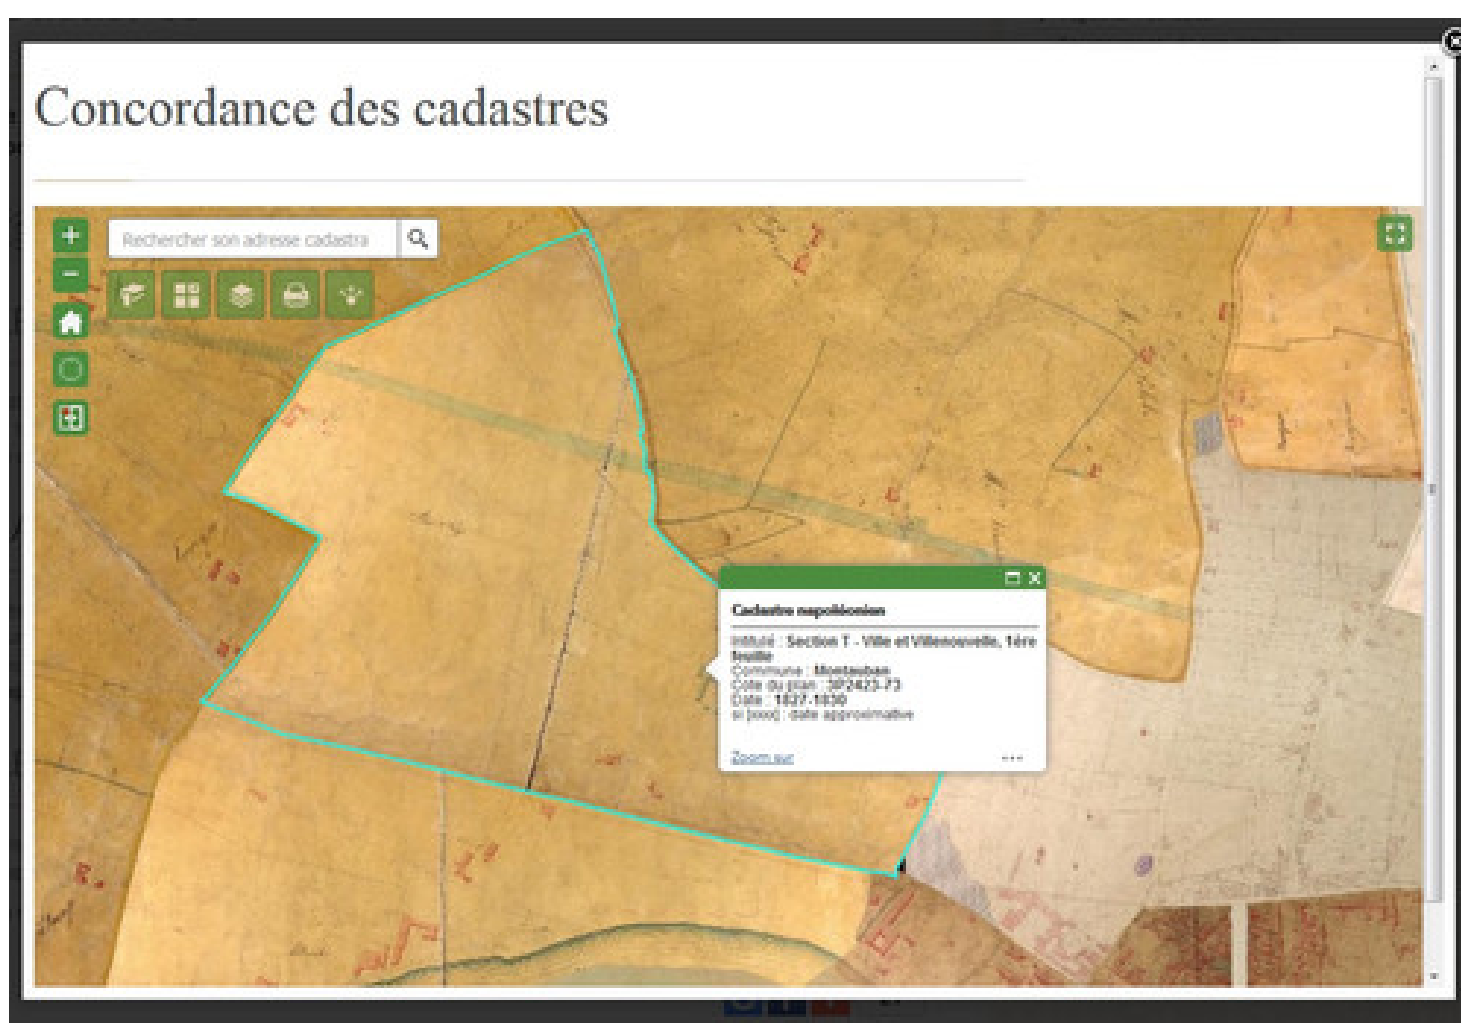 Concordance des cadastres
Rechercher son adresse cadastra
Cadastre napoléonien
Intitulé : Section T - Ville et Villenouvelle, 1ère
feuille
Commune : Montauban
Cote du plan : 3P2423-73
Date : 1827-1830
si [xxxx] : date approximative
Zoom sur